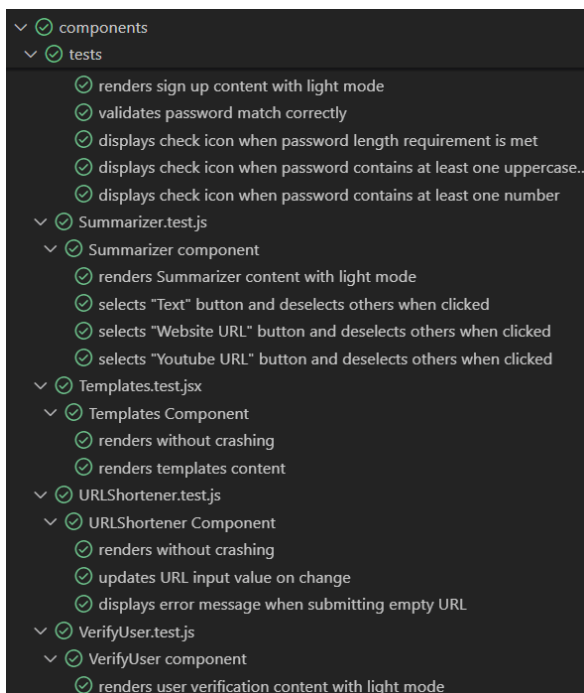 components
tests
renders sign up content with light mode
validates password match correctly
displays check icon when password length requirement is met
displays check icon when password contains at least one uppercase...
displays check icon when password contains at least one number
Summarizer.test.js
Summarizer component
renders Summarizer content with light mode
selects "Text" button and deselects others when clicked
selects "Website URL" button and deselects others when clicked
selects "Youtube URL" button and deselects others when clicked
Templates.test.jsx
Templates Component
renders without crashing
renders templates content
URLShortener.test.js
URLShortener Component
renders without crashing
updates URL input value on change
displays error message when submitting empty URL
VerifyUser.test.js
VerifyUser component
renders user verification content with light mode